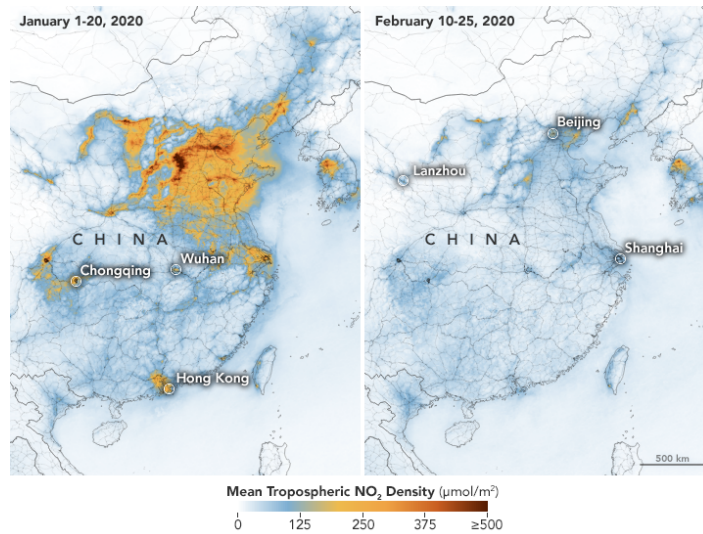 January 1-20, 2020
CHINA
Chongqing
Wuhan
Hong Kong
February 10-25, 2020
Beijing
Lanzhou
CHINA
Shanghai
500 km
Mean Tropospheric NO₂ Density (µmol/m²)
0 125 250 375 ≥500